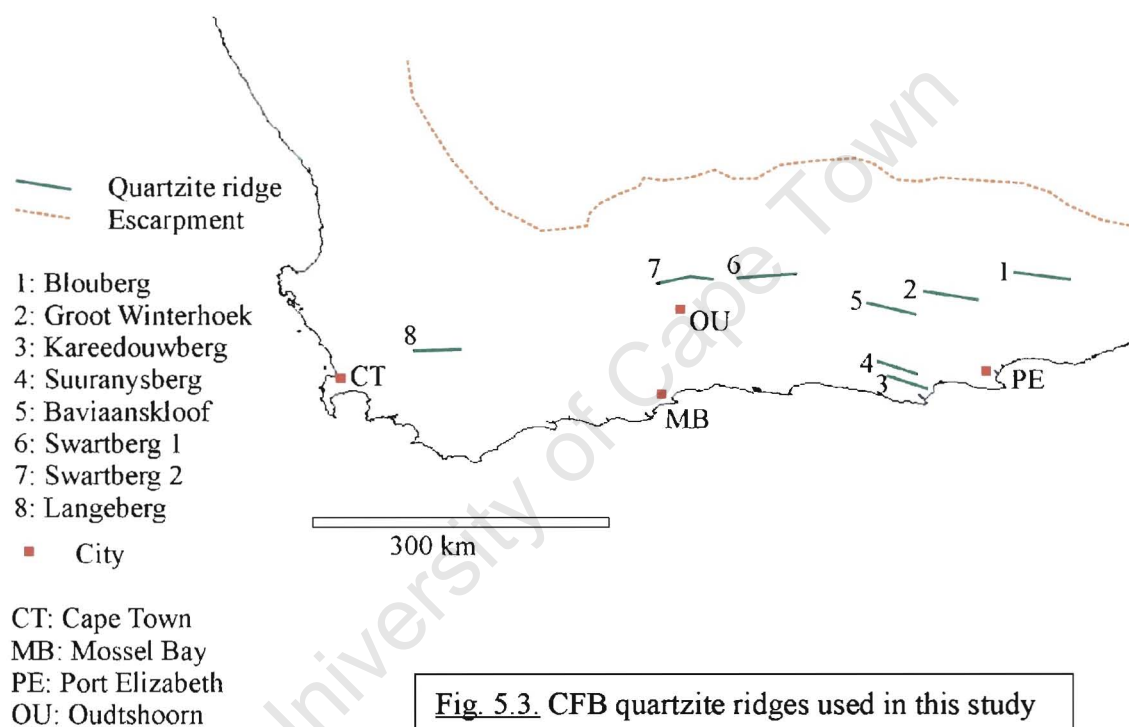 Quartzite ridge
Escarpment
1: Blouberg
2: Groot Winterhoek
3: Kareedouwberg
4: Suuranysberg
5: Baviaanskloof
6: Swartberg 1
7: Swartberg 2
8: Langeberg
City
CT: Cape Town
MB: Mossel Bay
PE: Port Elizabeth
OU: Oudtshoorn
7
6
1
2
5
OU
8
4
3
PE
CT
MB
300 km
Fig. 5.3. CFB quartzite ridges used in this study
University of Cape Town